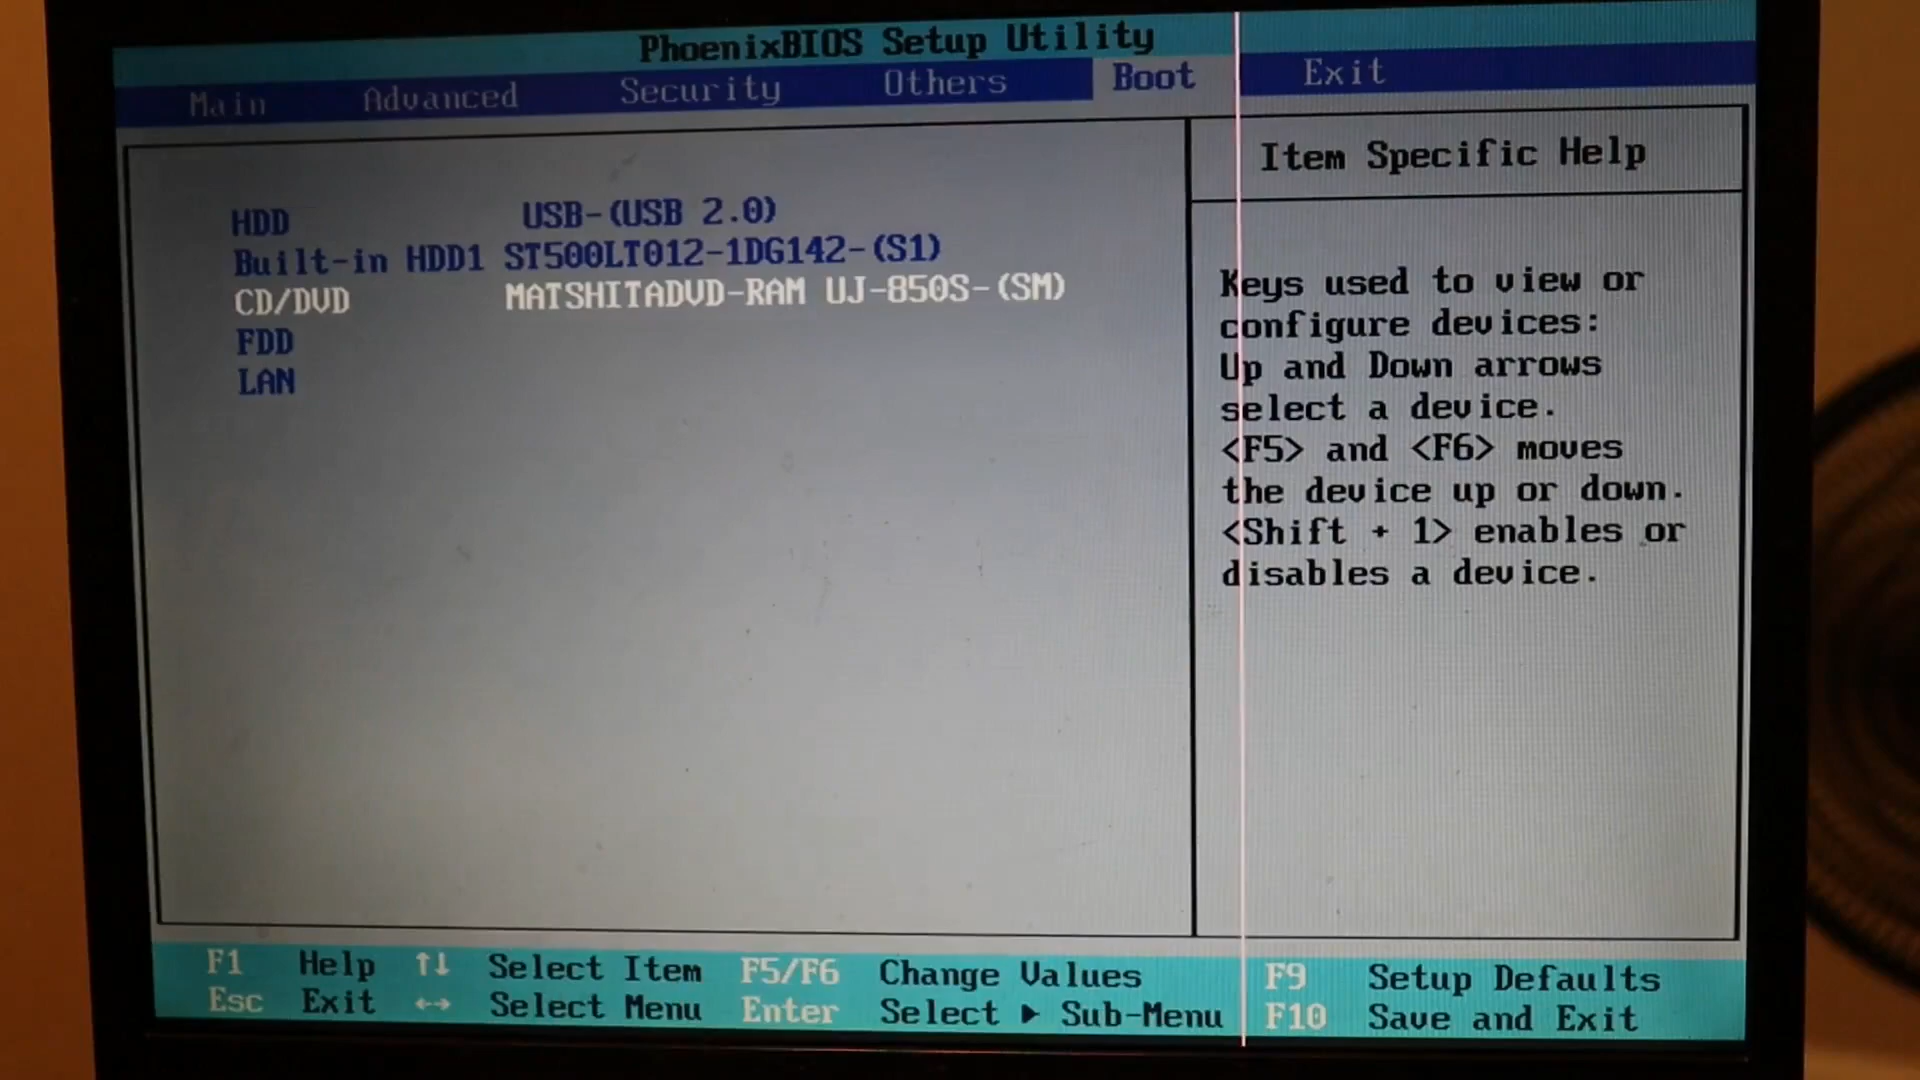 PhoenixBIOS Setup Utility
Main Advanced Security Others Boot Exit
HDD USB-(USB 2.0)
Built-in HDD1 ST500LT012-1DG142-(S1)
CD/DVD MATSHITADVD-RAM UJ-850S-(SM)
FDD
LAN
Item Specific Help
Keys used to view or
configure devices:
Up and Down arrows
select a device.
<F5> and <F6> moves
the device up or down.
<Shift + 1> enables or
disables a device.
F1 Help ↑↓ Select Item F5/F6 Change Values F9 Setup Defaults
Esc Exit ↔ Select Menu Enter Select ▶ Sub-Menu F10 Save and Exit